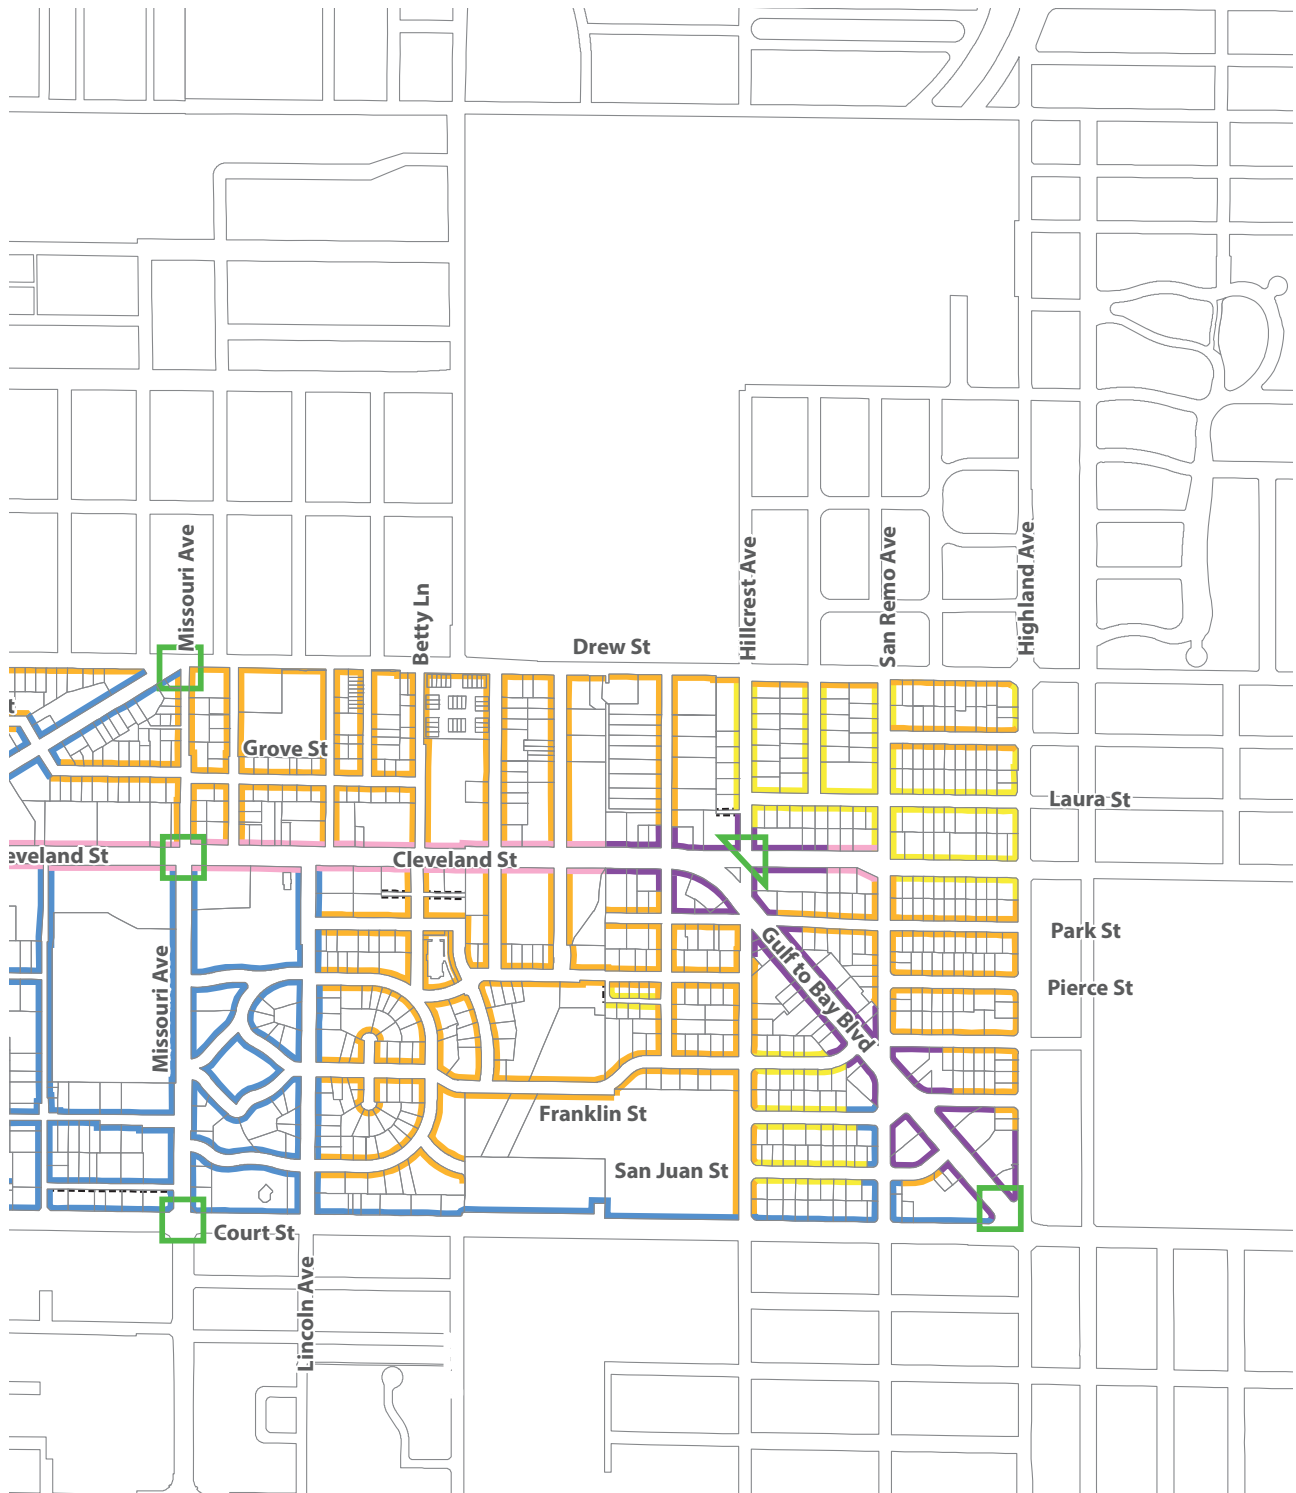 Missouri Ave
Betty Ln
Hillcrest Ave
San Remo Ave
Highland Ave
Drew St
t
Grove St
Laura St
eveland St
Cleveland St
Park St
Gulf to Bay Blvd
Pierce St
Missouri Ave
Franklin St
San Juan St
Court St
Lincoln Ave